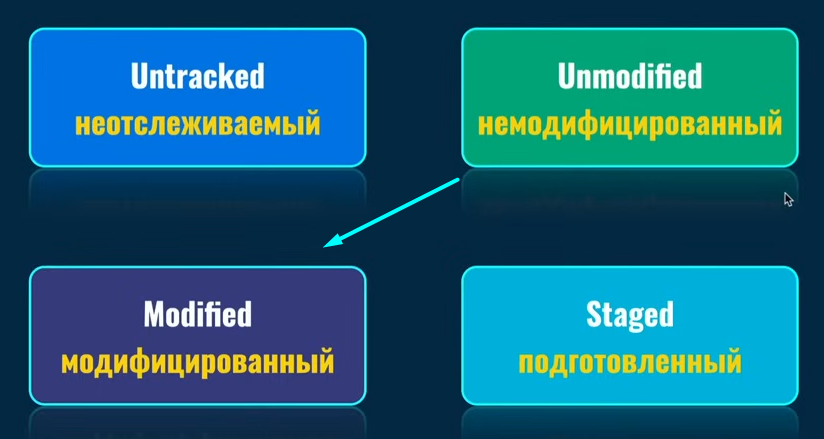 Untracked
неотслеживаемый
Unmodified
немодифицированный
Modified
модифицированный
Staged
подготовленный